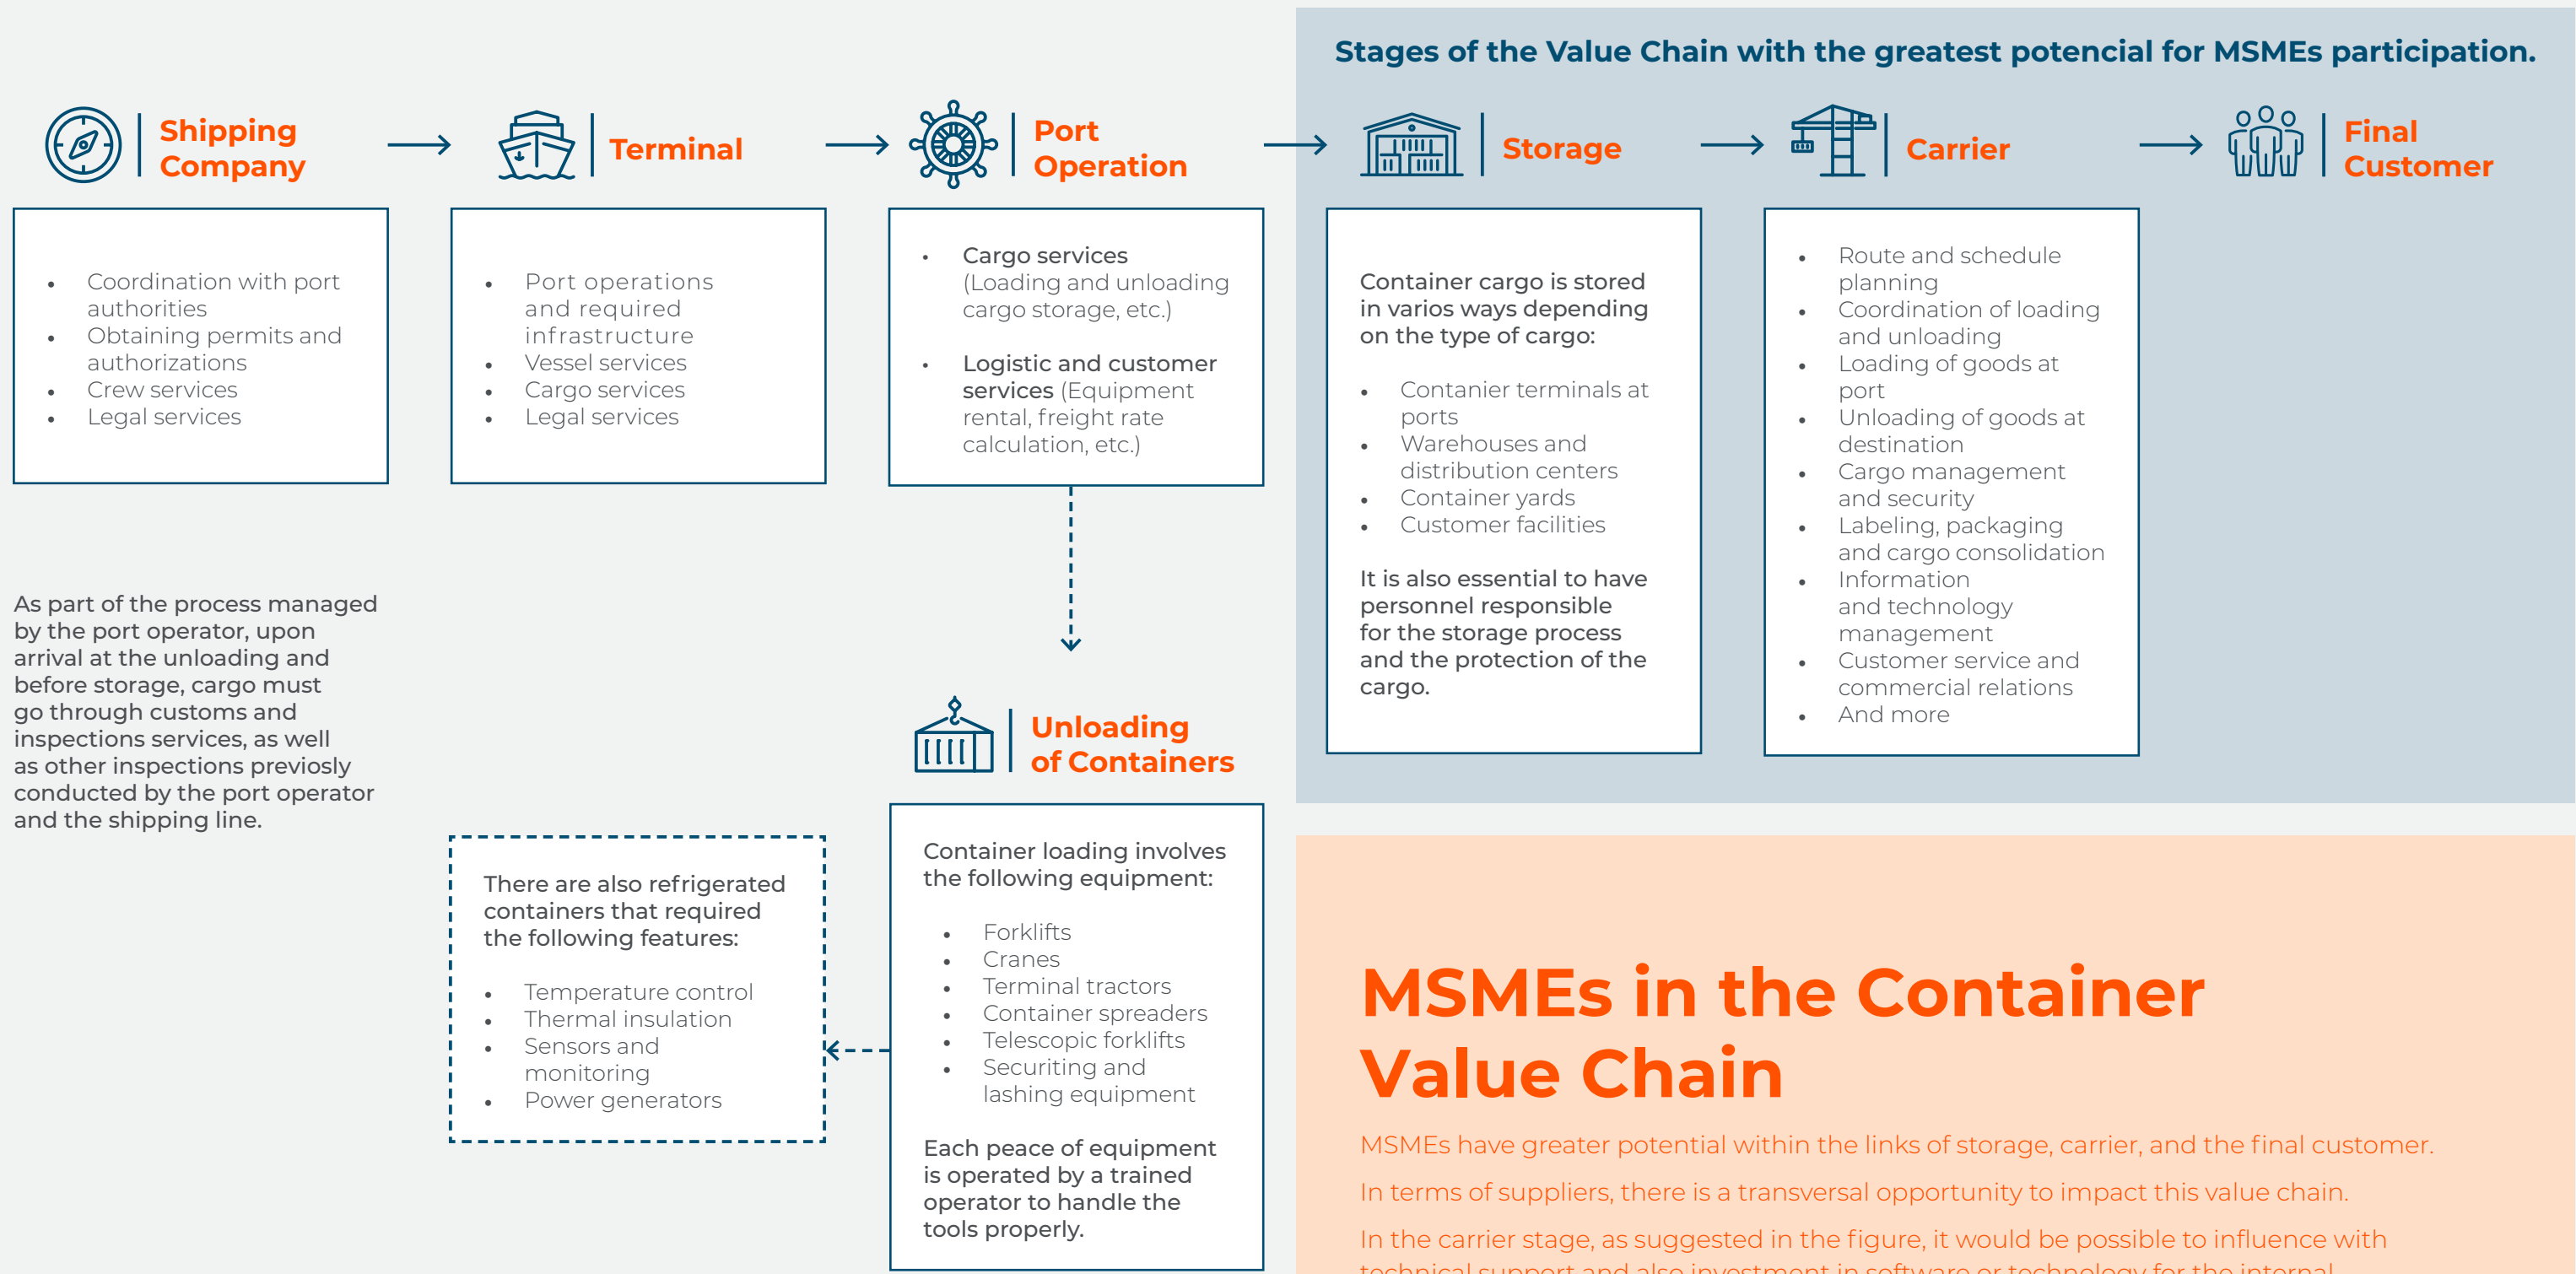 Stages of the Value Chain with the greatest potencial for MSMEs participation.
Shipping
Company
Terminal
Port
Operation
Storage
Carrier
Final
Customer
• Coordination with port
authorities
• Obtaining permits and
authorizations
• Crew services
• Legal services
• Port operations
and required
infrastructure
• Vessel services
• Cargo services
• Legal services
• Cargo services
(Loading and unloading
cargo storage, etc.)
• Logistic and customer
services (Equipment
rental, freight rate
calculation, etc.)
Container cargo is stored
in varios ways depending
on the type of cargo:
• Contanier terminals at
ports
• Warehouses and
distribution centers
• Container yards
• Customer facilities
It is also essential to have
personnel responsible
for the storage process
and the protection of the
cargo.
• Route and schedule
planning
• Coordination of loading
and unloading
• Loading of goods at
port
• Unloading of goods at
destination
• Cargo management
and security
• Labeling, packaging
and cargo consolidation
• Information
and technology
management
• Customer service and
commercial relations
• And more
As part of the process managed
by the port operator, upon
arrival at the unloading and
before storage, cargo must
go through customs and
inspections services, as well
as other inspections previosly
conducted by the port operator
and the shipping line.
Unloading
of Containers
Container loading involves
the following equipment:
• Forklifts
• Cranes
• Terminal tractors
• Container spreaders
• Telescopic forklifts
• Securiting and
lashing equipment
Each peace of equipment
is operated by a trained
operator to handle the
tools properly.
There are also refrigerated
containers that required
the following features:
• Temperature control
• Thermal insulation
• Sensors and
monitoring
• Power generators
MSMEs in the Container
Value Chain
MSMEs have greater potential within the links of storage, carrier, and the final customer.
In terms of suppliers, there is a transversal opportunity to impact this value chain.
In the carrier stage, as suggested in the figure, it would be possible to influence with
technical support and also investment in software or technology for the internal